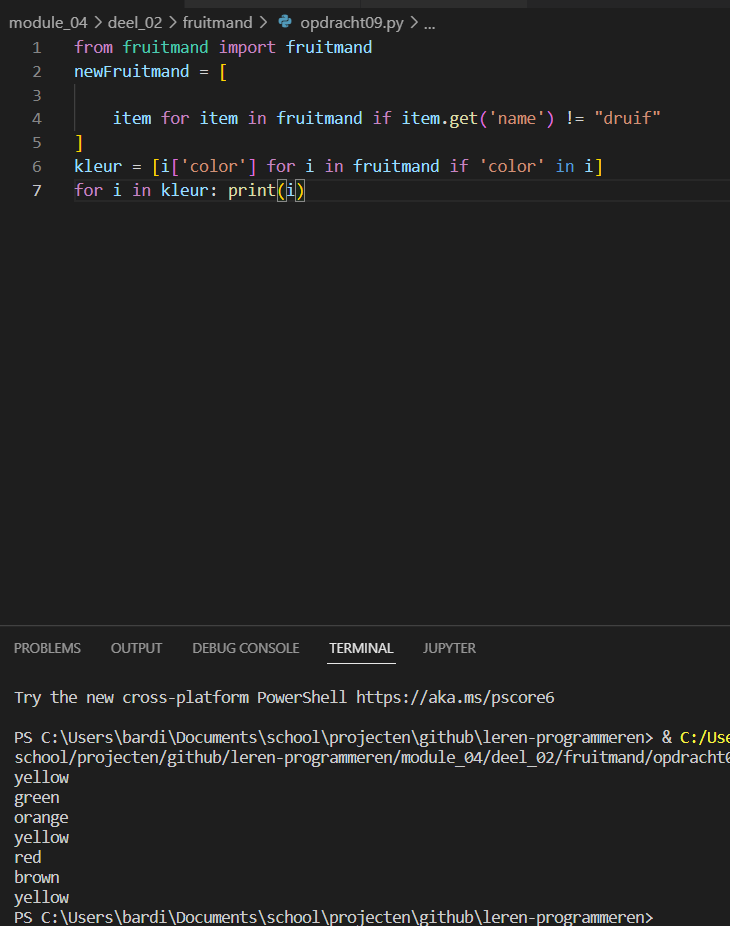 module_04 > deel_02 > fruitmand > opdracht09.py > ...
1 from fruitmand import fruitmand
2 newFruitmand = [
3
4 item for item in fruitmand if item.get('name') != "druif"
5 ]
6 kleur = [i['color'] for i in fruitmand if 'color' in i]
7 for i in kleur: print(i)
PROBLEMS OUTPUT DEBUG CONSOLE TERMINAL JUPYTER
Try the new cross-platform PowerShell https://aka.ms/pscore6
PS C:\Users\bardi\Documents\school\projecten\github\leren-programmeren> & C:/Use
school/projecten/github/leren-programmeren/module_04/deel_02/fruitmand/opdracht0
yellow
green
orange
yellow
red
brown
yellow
PS C:\Users\bardi\Documents\school\projecten\github\leren-programmeren>